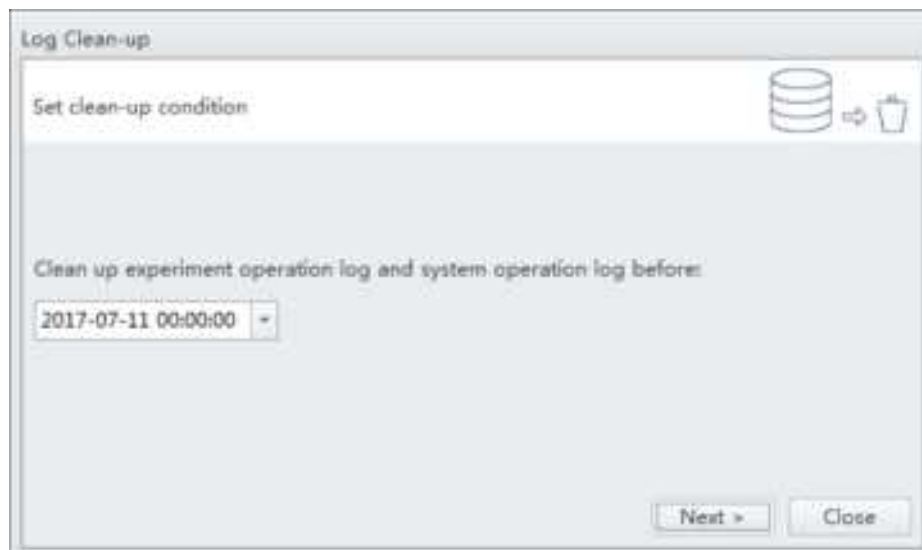 Log Clean-up
Set clean-up condition
Clean up experiment operation log and system operation log before:
2017-07-11 00:00:00
Next >
Close